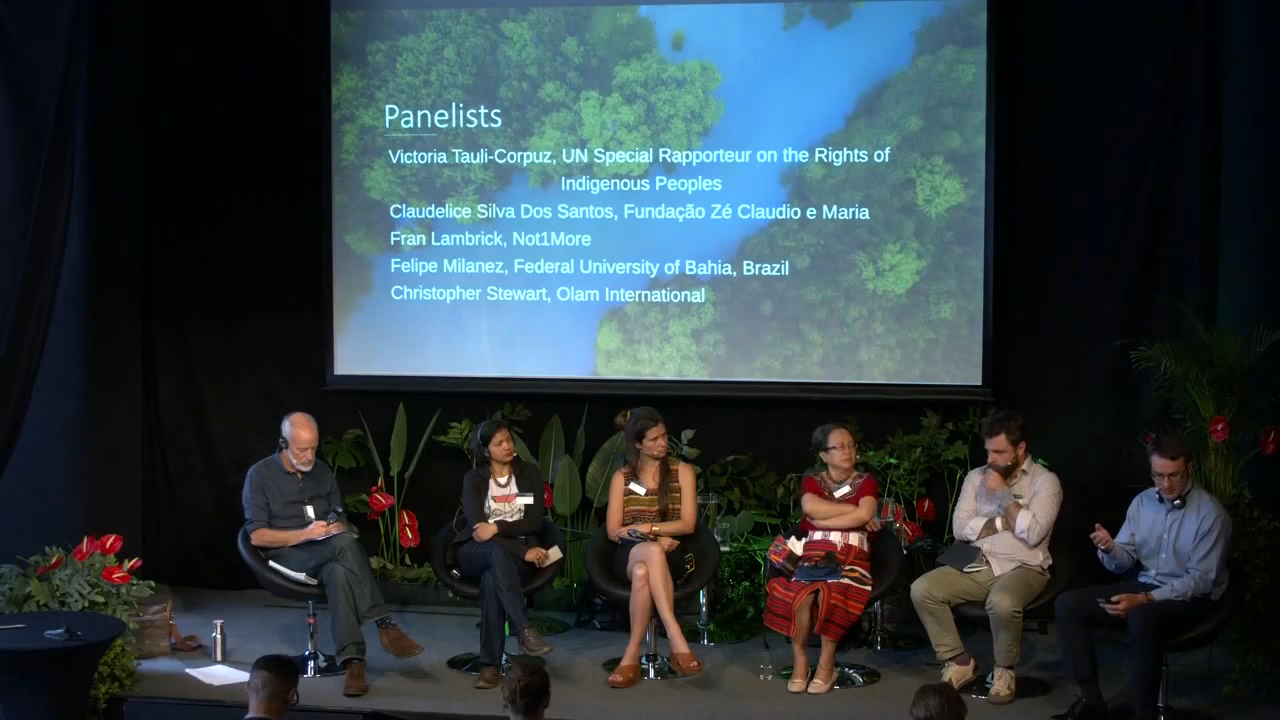 Panelists
Victoria Tauli-Corpuz, UN Special Rapporteur on the Rights of
Indigenous Peoples
Claudelice Silva Dos Santos, Fundação Zé Claudio e Maria
Fran Lambrick, Not1More
Felipe Milanez, Federal University of Bahia, Brazil
Christopher Stewart, Olam International